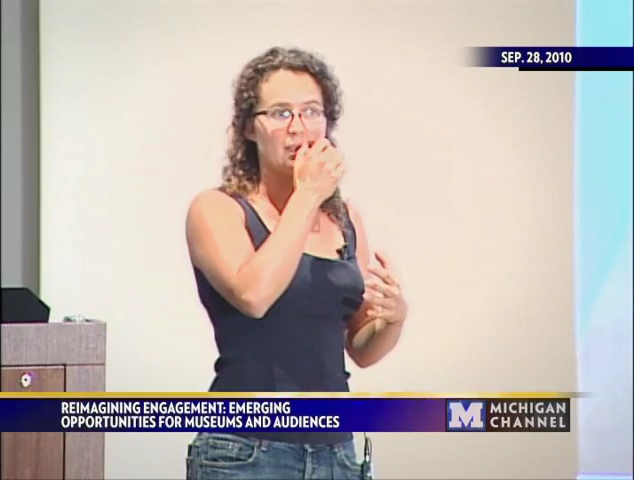 SEP. 28, 2010
REIMAGINING ENGAGEMENT: EMERGING
OPPORTUNITIES FOR MUSEUMS AND AUDIENCES
M MICHIGAN
CHANNEL